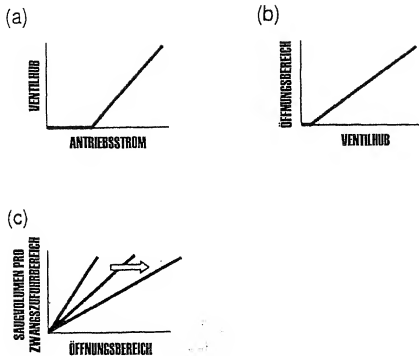 (a)
VENTILHUB
ANTRIEBSSTROM
(b)
ÖFFNUNGSBEREICH
VENTILHUB
(c)
SAUGVOLUMEN PRO
ZWANGSZUFUHRBEREICH
ÖFFNUNGSBEREICH